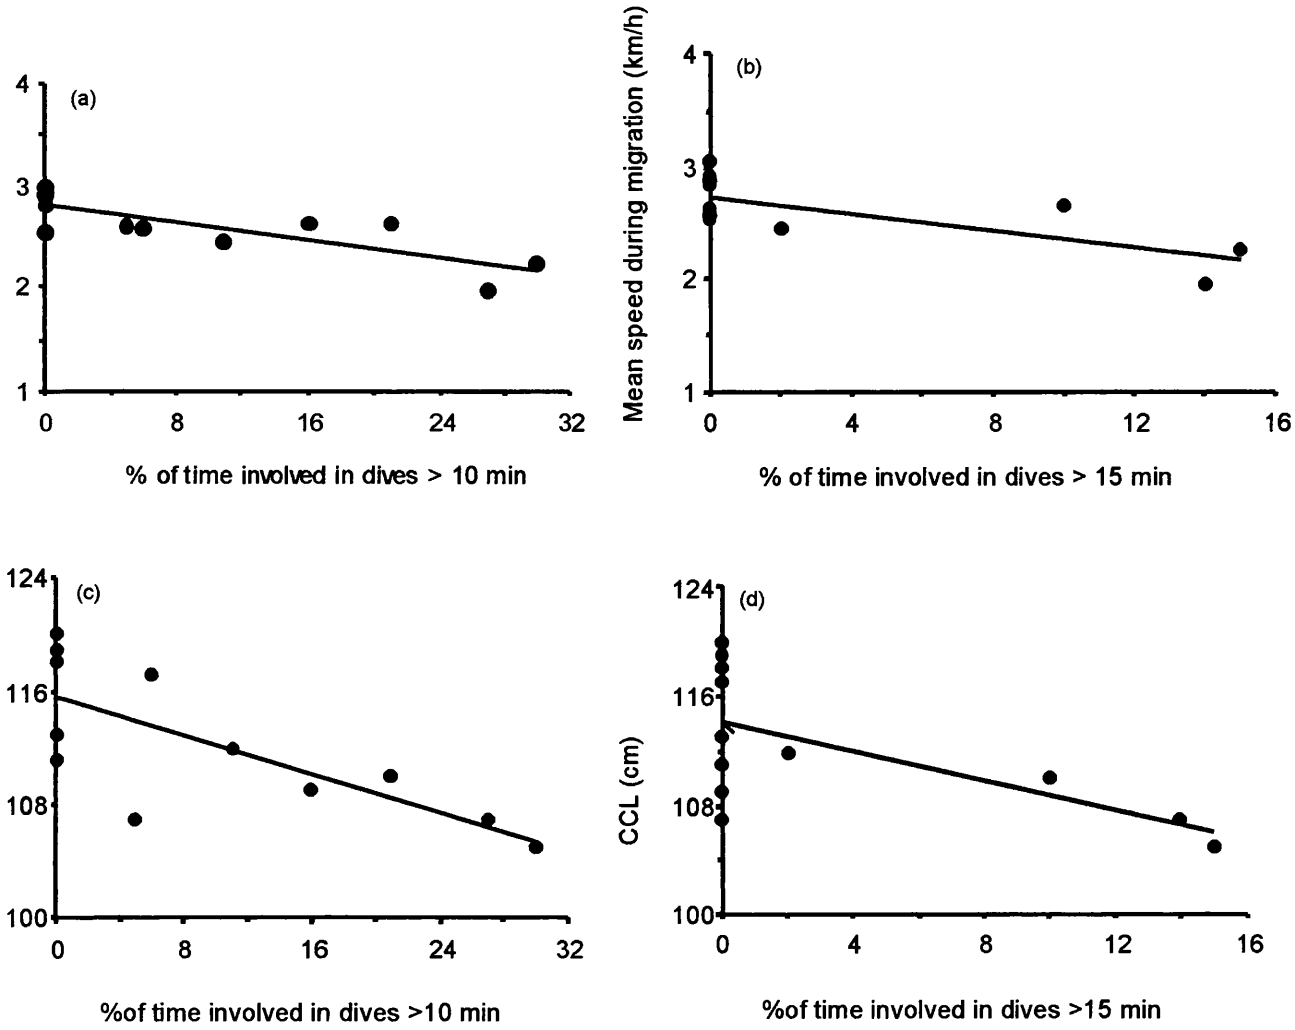 4
(a)
3
2
1
0 8 16 24 32
% of time involved in dives > 10 min
Mean speed during migration (km/h)
4
(b)
3
2
1
0 4 8 12 16
% of time involved in dives > 15 min
124
(c)
116
108
100
0 8 16 24 32
%of time involved in dives >10 min
CCL (cm)
124
(d)
116
108
100
0 4 8 12 16
%of time involved in dives >15 min